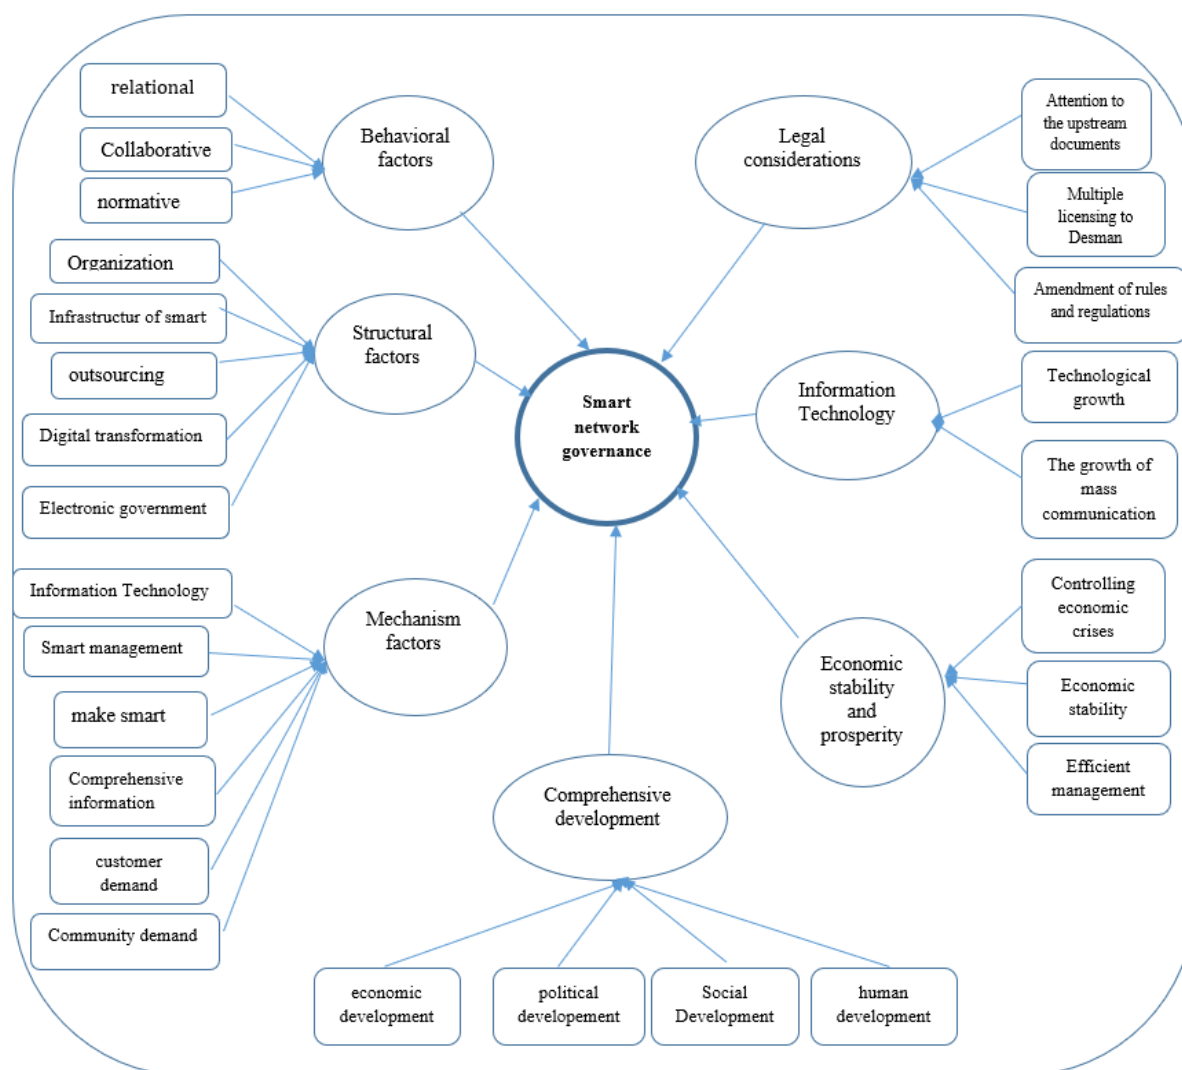 relational
Collaborative
normative
Behavioral
factors
Organization
Infrastructur of smart
outsourcing
Digital transformation
Electronic government
Structural
factors
Information Technology
Smart management
make smart
Comprehensive
information
customer
demand
Community demand
Mechanism
factors
Smart
network
governance
Legal
considerations
Attention to
the upstream
documents
Multiple
licensing to
Desman
Amendment of rules
and regulations
Information
Technology
Technological
growth
The growth of
mass
communication
Economic
stability
and
prosperity
Controlling
economic
crises
Economic
stability
Efficient
management
Comprehensive
development
economic
development
political
developement
Social
Development
human
development